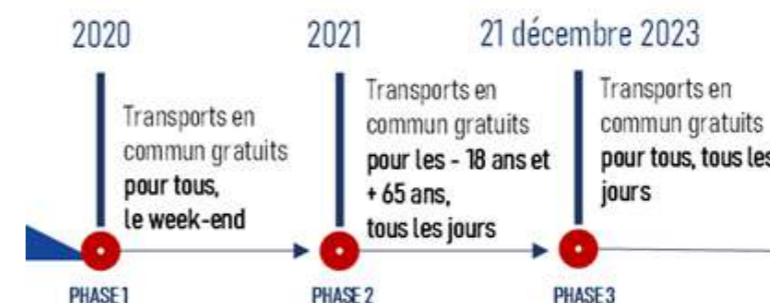 2020
Transports en
commun gratuits
pour tous,
le week-end
PHASE 1
2021
Transports en
commun gratuits
pour les - 18 ans et
+ 65 ans,
tous les jours
PHASE 2
21 décembre 2023
Transports en
commun gratuits
pour tous, tous les
jours
PHASE 3